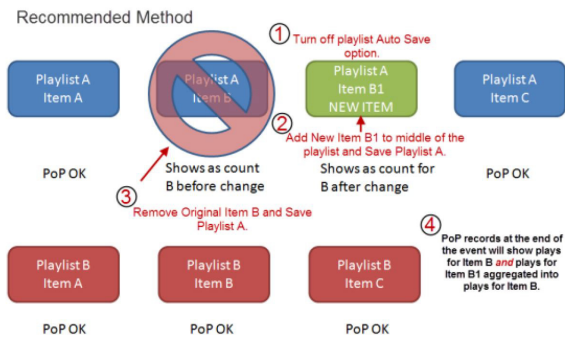 Recommended Method
① Turn off playlist Auto Save
option.
Playlist A
Item A
Playlist A
Item B
Playlist A
Item B1
NEW ITEM
Playlist A
Item C
② Add New Item B1 to middle of the
playlist and Save Playlist A.
PoP OK
Shows as count
B before change
Shows as count for
B after change
PoP OK
③ Remove Original Item B and Save
Playlist A.
④ PoP records at the end of
the event will show plays
for Item B and plays for
Item B1 aggregated into
plays for Item B.
Playlist B
Item A
Playlist B
Item B
Playlist B
Item C
PoP OK
PoP OK
PoP OK